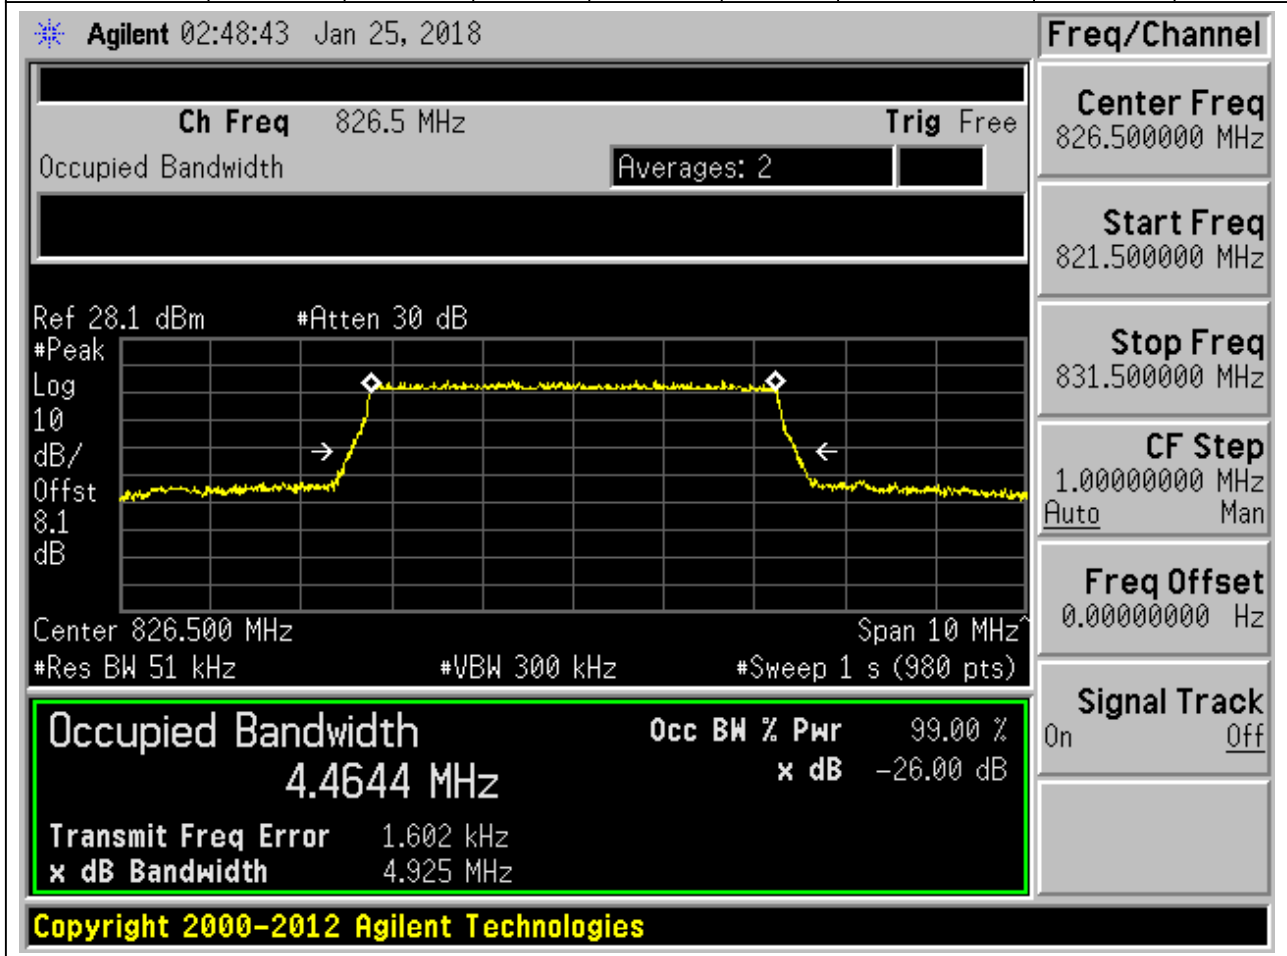 Agilent 02:48:43 Jan 25, 2018
Ch Freq 826.5 MHz Trig Free
Occupied Bandwidth Averages: 2
Ref 28.1 dBm #Atten 30 dB
#Peak
Log
10
dB/
Offst
8.1
dB
Center 826.500 MHz Span 10 MHz^
#Res BW 51 kHz #VBW 300 kHz #Sweep 1 s (980 pts)
Occupied Bandwidth
4.4644 MHz
Occ BW % Pwr 99.00 %
x dB -26.00 dB
Transmit Freq Error 1.602 kHz
x dB Bandwidth 4.925 MHz
Copyright 2000-2012 Agilent Technologies
Freq/Channel
Center Freq
826.500000 MHz
Start Freq
821.500000 MHz
Stop Freq
831.500000 MHz
CF Step
1.00000000 MHz
Auto Man
Freq Offset
0.00000000 Hz
Signal Track
On Off